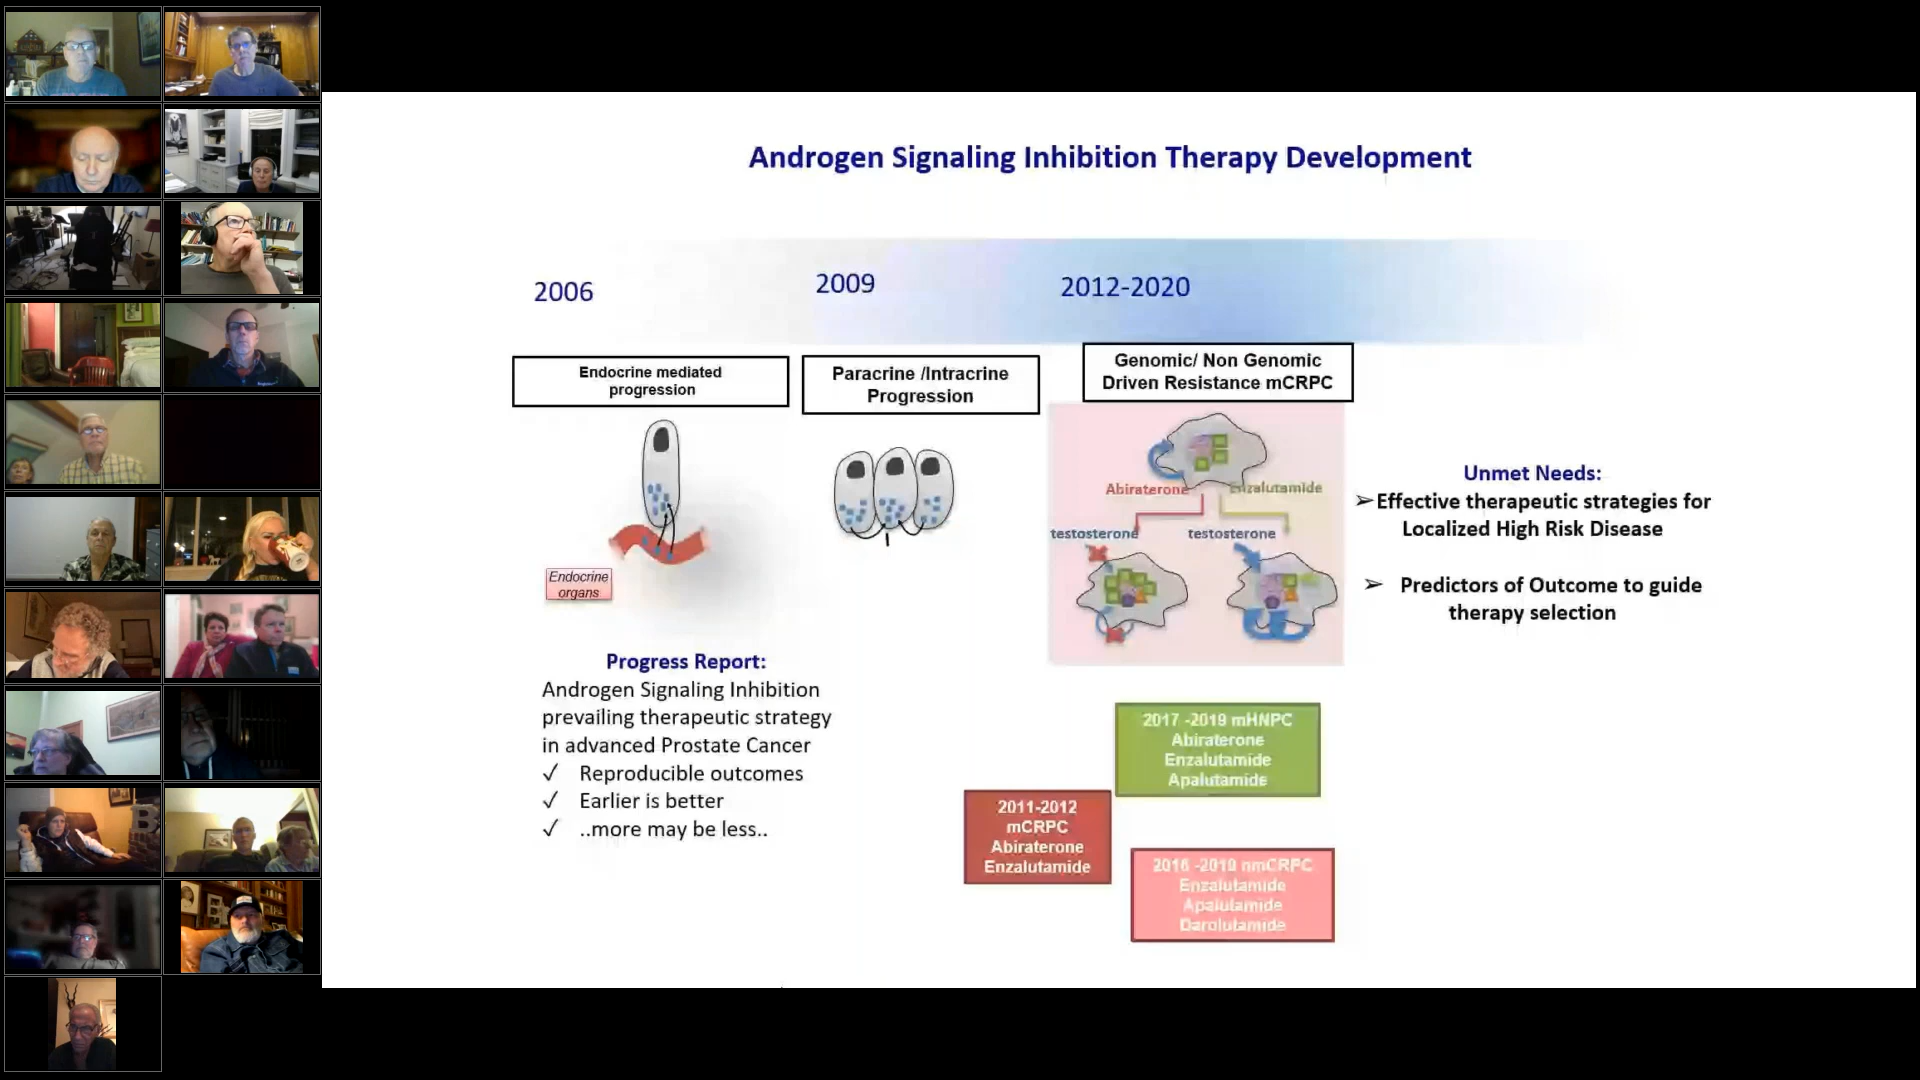 Androgen Signaling Inhibition Therapy Development
2006
2009
2012-2020
Endocrine mediated
progression
Paracrine /Intracrine
Progression
Genomic/ Non Genomic
Driven Resistance mCRPC
Abiraterone
Enzalutamide
testosterone
testosterone
Endocrine
organs
Unmet Needs:
➢Effective therapeutic strategies for
Localized High Risk Disease
➢ Predictors of Outcome to guide
therapy selection
Progress Report:
Androgen Signaling Inhibition
prevailing therapeutic strategy
in advanced Prostate Cancer
✓ Reproducible outcomes
✓ Earlier is better
✓ ..more may be less..
2017 -2019 mHNPC
Abiraterone
Enzalutamide
Apalutamide
2011-2012
mCRPC
Abiraterone
Enzalutamide
2016 -2019 nmCRPC
Enzalutamide
Apalutamide
Darolutamide